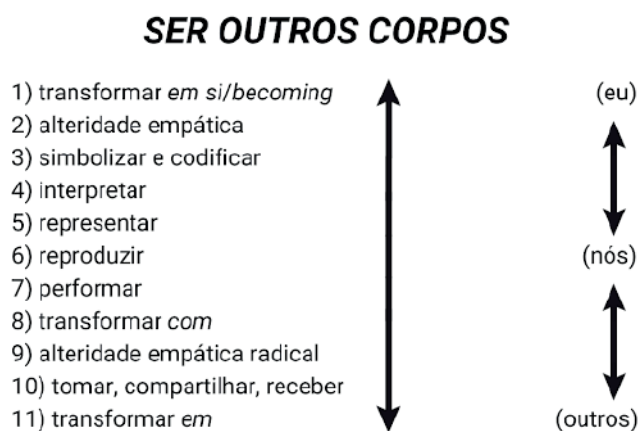 SER OUTROS CORPOS
1) transformar em si/becoming (eu)
2) alteridade empática
3) simbolizar e codificar
4) interpretar
5) representar
6) reproduzir (nós)
7) performar
8) transformar com
9) alteridade empática radical
10) tomar, compartilhar, receber
11) transformar em (outros)